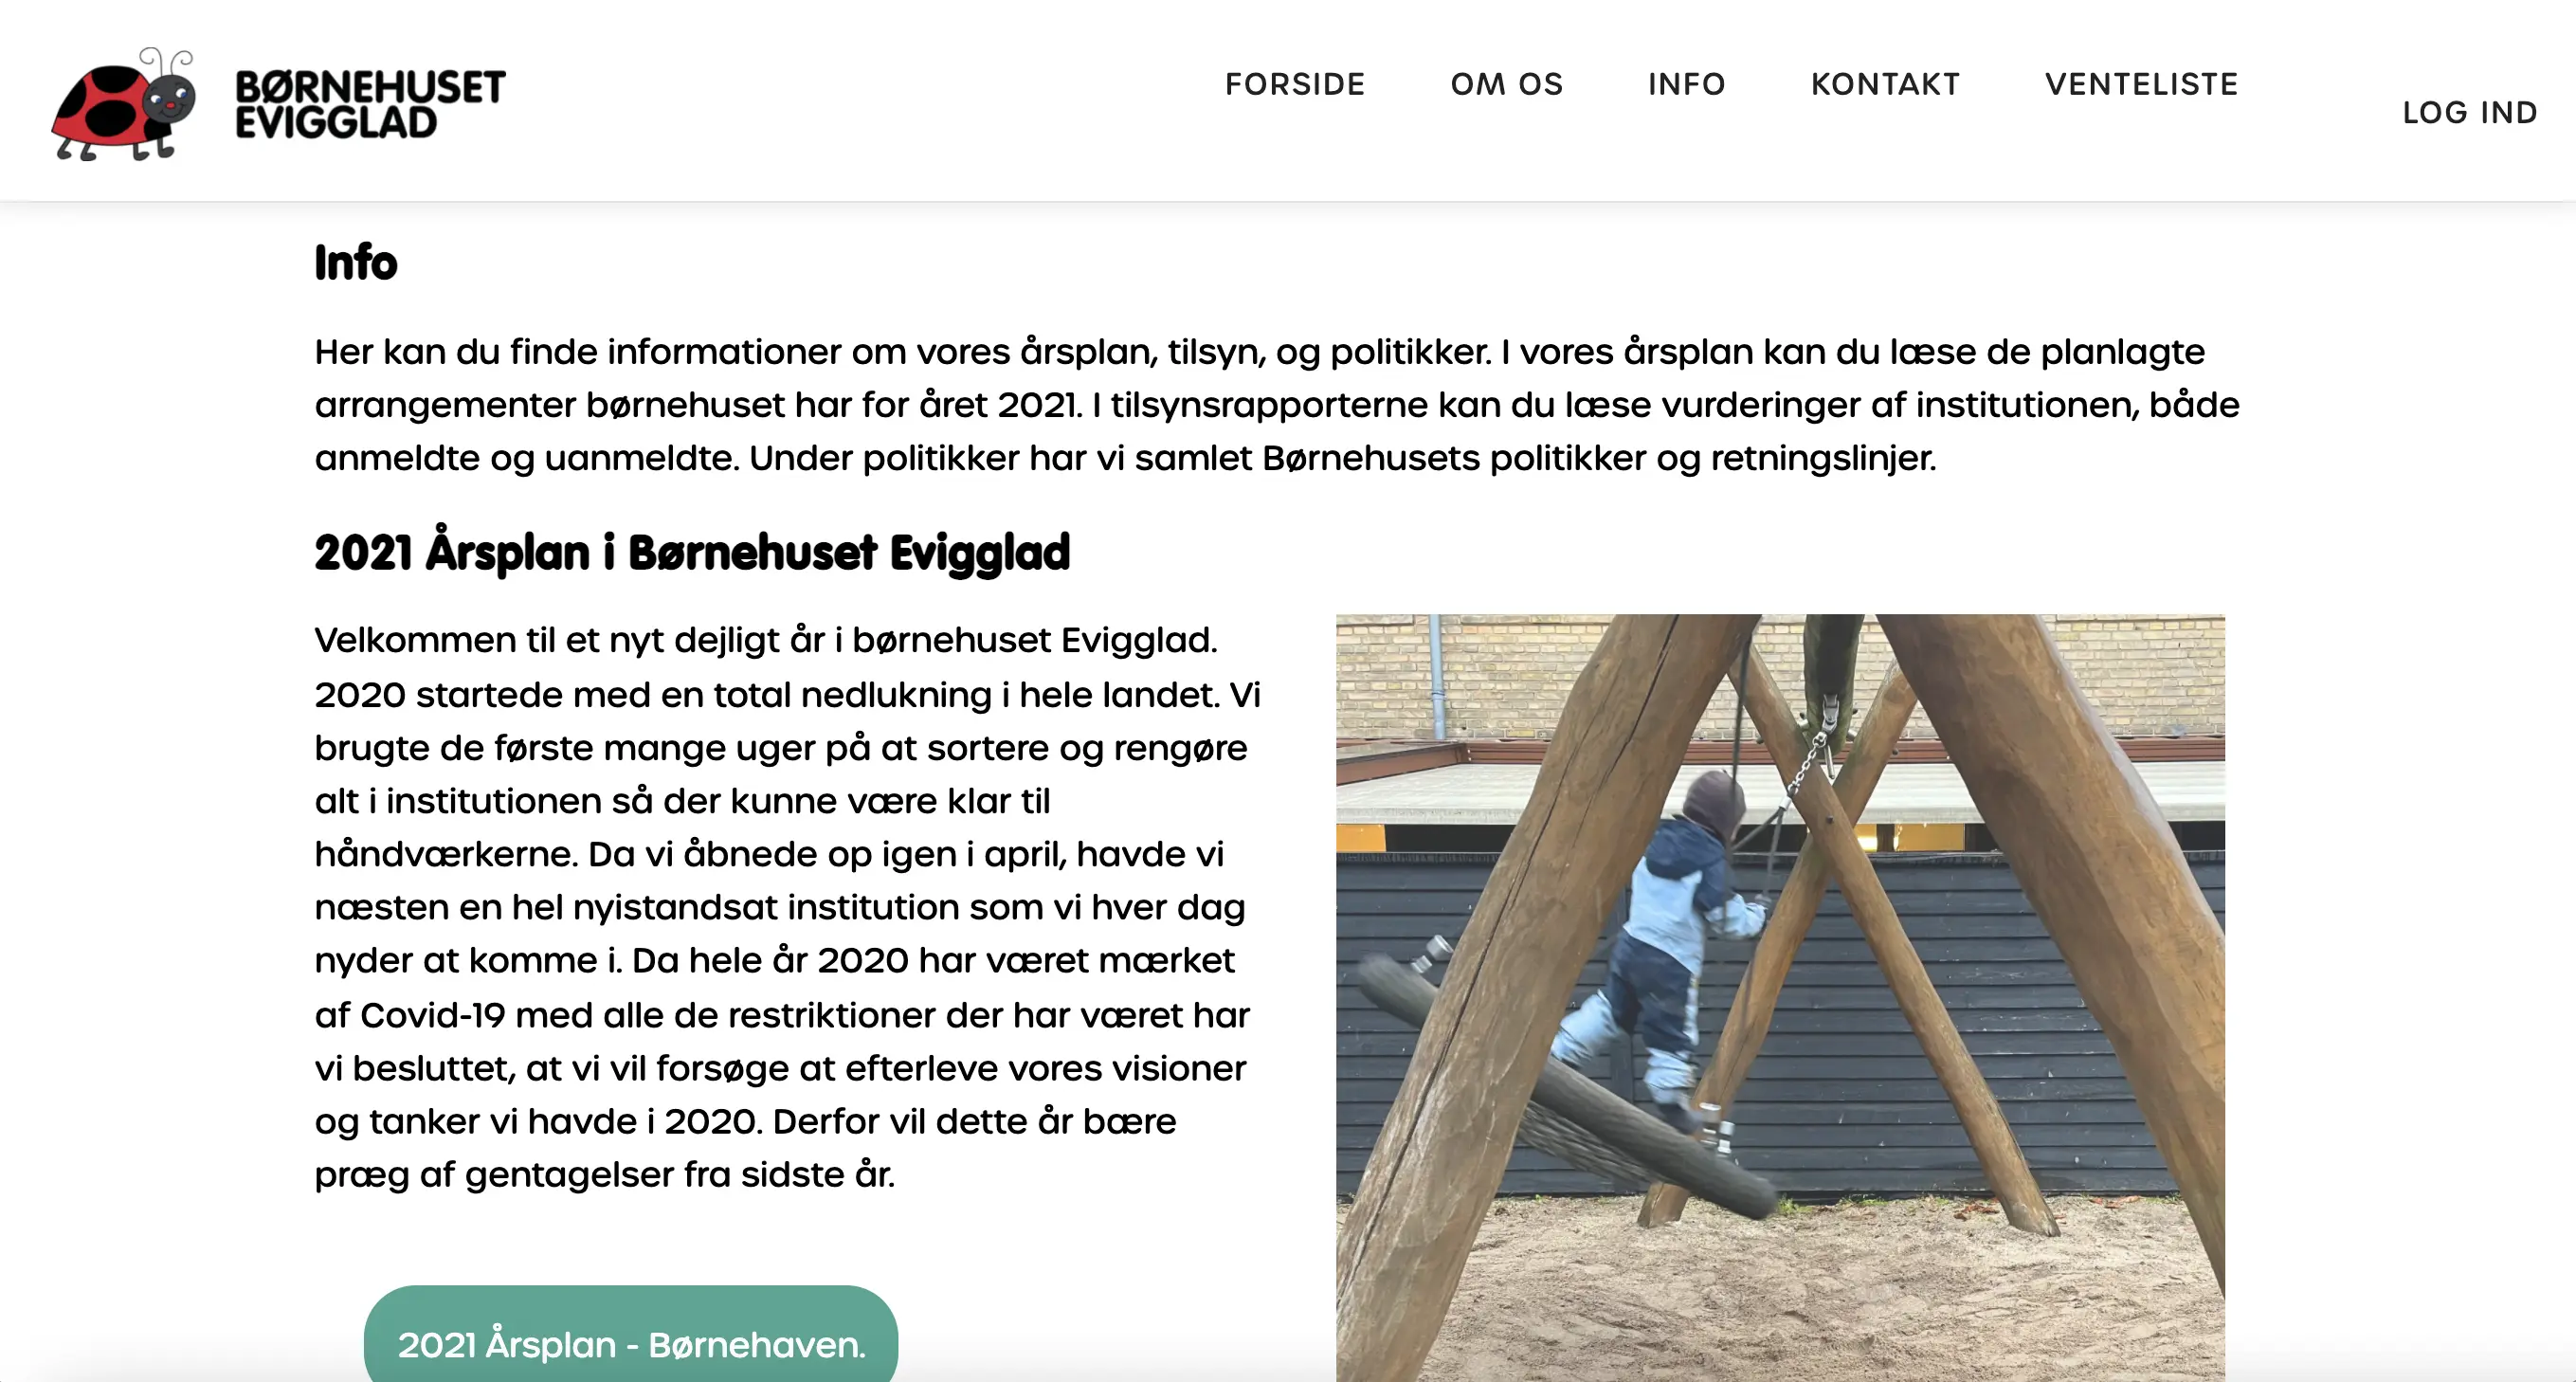 BØRNEHUSET
EVIGGLAD
FORSIDE
OM OS
INFO
KONTAKT
VENTELISTE
LOG IND
Info
Her kan du finde informationer om vores årsplan, tilsyn, og politikker. I vores årsplan kan du læse de planlagte
arrangementer børnehuset har for året 2021. I tilsynsrapporterne kan du læse vurderinger af institutionen, både
anmeldte og uanmeldte. Under politikker har vi samlet Børnehusets politikker og retningslinjer.
2021 Årsplan i Børnehuset Evigglad
Velkommen til et nyt dejligt år i børnehuset Evigglad.
2020 startede med en total nedlukning i hele landet. Vi
brugte de første mange uger på at sortere og rengøre
alt i institutionen så der kunne være klar til
håndværkerne. Da vi åbnede op igen i april, havde vi
næsten en hel nyistandsat institution som vi hver dag
nyder at komme i. Da hele år 2020 har været mærket
af Covid-19 med alle de restriktioner der har været har
vi besluttet, at vi vil forsøge at efterleve vores visioner
og tanker vi havde i 2020. Derfor vil dette år bære
præg af gentagelser fra sidste år.
2021 Årsplan - Børnehaven.